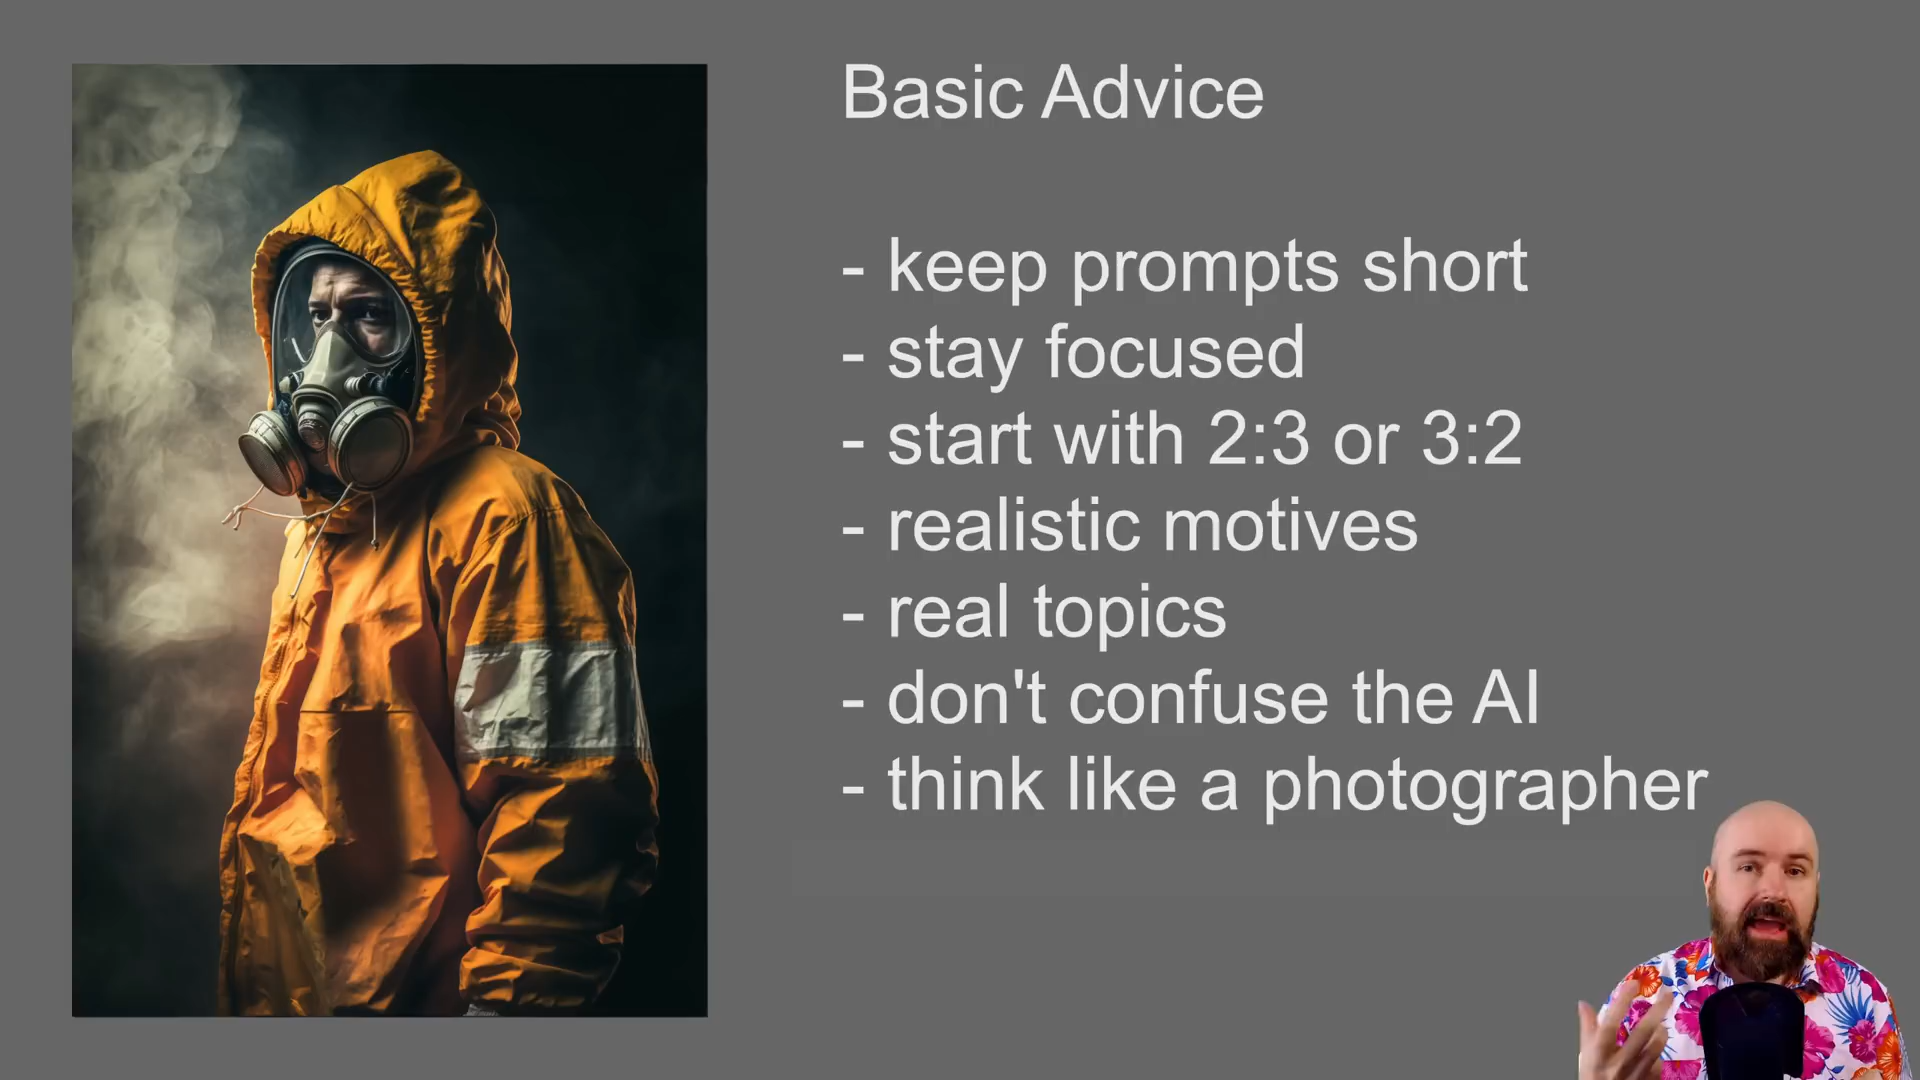 Basic Advice
- keep prompts short
- stay focused
- start with 2:3 or 3:2
- realistic motives
- real topics
- don't confuse the AI
- think like a photographer